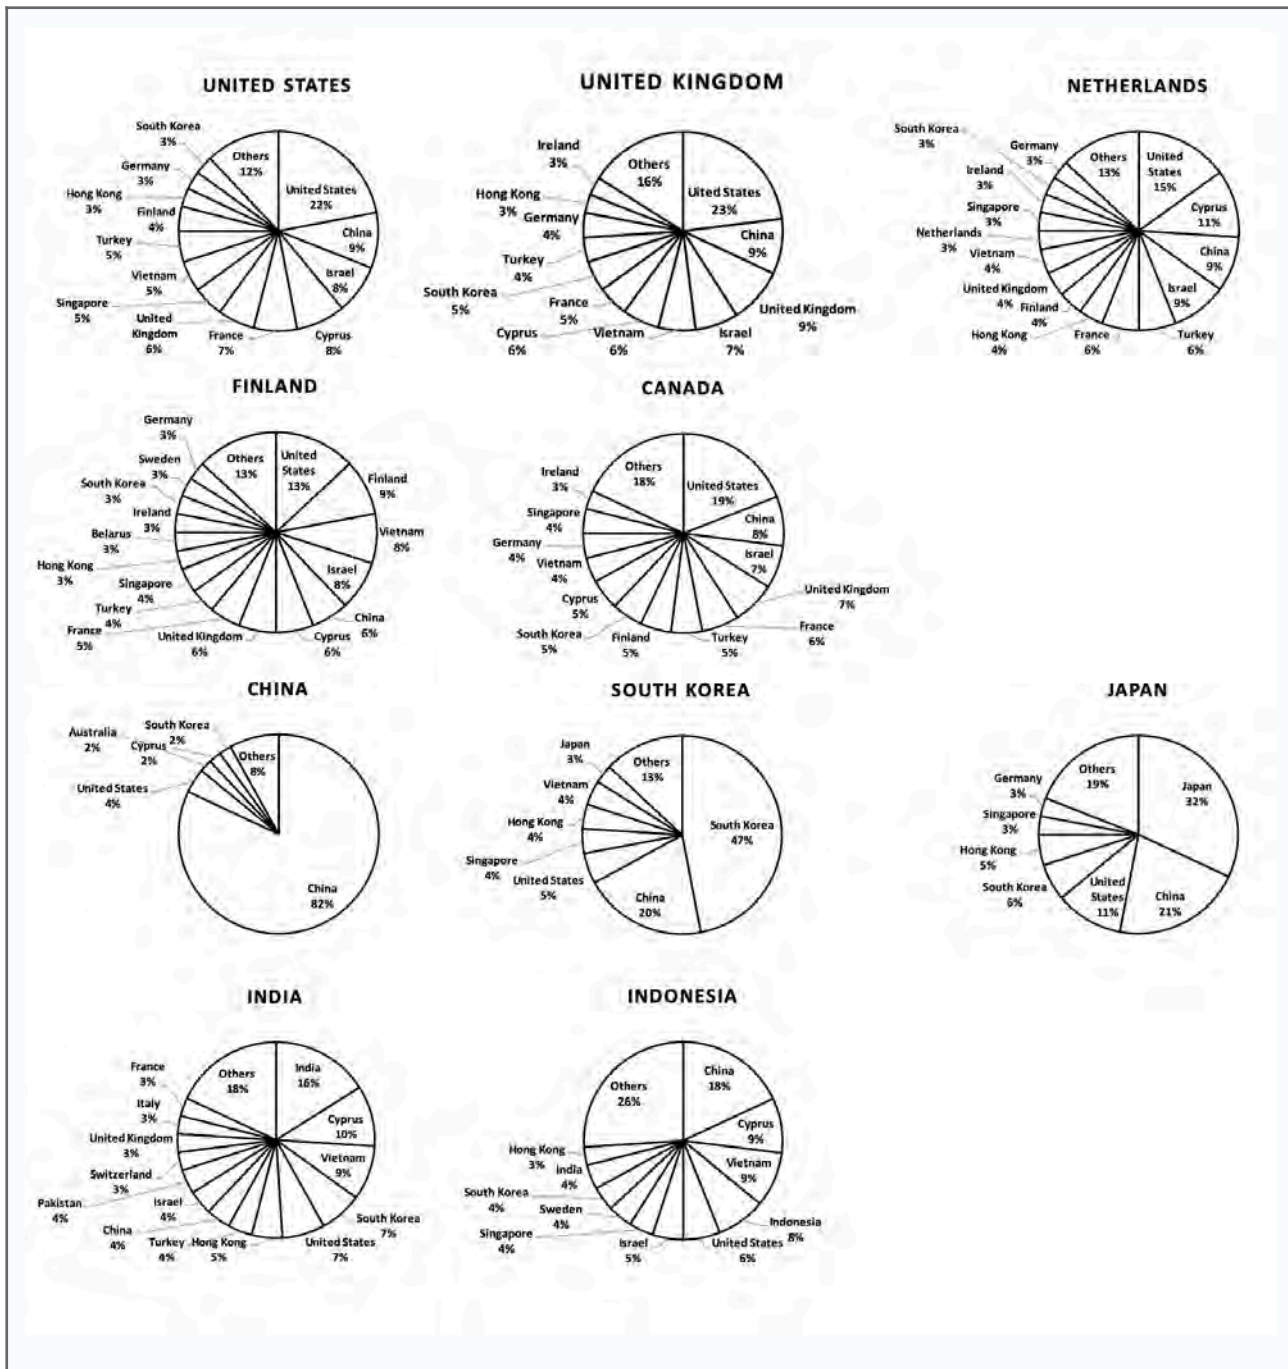 UNITED STATES
South Korea
3%
Germany
3%
Hong Kong
3%
Finland
4%
Turkey
5%
Vietnam
5%
Singapore
5%
United
Kingdom
6%
France
7%
Cyprus
8%
Israel
8%
China
9%
United States
22%
Others
12%
UNITED KINGDOM
Ireland
3%
Hong Kong
3%
Germany
4%
Turkey
4%
South Korea
5%
France
5%
Cyprus
6%
Vietnam
6%
Israel
7%
United Kingdom
9%
China
9%
Uited States
23%
Others
16%
NETHERLANDS
South Korea
3%
Germany
3%
Ireland
3%
Singapore
3%
Netherlands
3%
Vietnam
4%
United Kingdom
4%
Finland
4%
Hong Kong
4%
France
6%
Turkey
6%
Israel
9%
China
9%
Cyprus
11%
United
States
15%
Others
13%
FINLAND
Germany
3%
Sweden
3%
South Korea
3%
Ireland
3%
Belarus
3%
Hong Kong
3%
Singapore
4%
Turkey
4%
France
5%
United Kingdom
6%
Cyprus
6%
China
6%
Israel
8%
Vietnam
8%
Finland
9%
United
States
13%
Others
13%
CANADA
Ireland
3%
Singapore
4%
Germany
4%
Vietnam
4%
Cyprus
5%
South Korea
5%
Finland
5%
Turkey
5%
France
6%
United Kingdom
7%
Israel
7%
China
8%
United States
19%
Others
18%
CHINA
South Korea
2%
Australia
2%
Cyprus
2%
United States
4%
Others
8%
China
82%
SOUTH KOREA
Japan
3%
Vietnam
4%
Hong Kong
4%
Singapore
4%
United States
5%
China
20%
South Korea
47%
Others
13%
JAPAN
Germany
3%
Singapore
3%
Hong Kong
5%
South Korea
6%
United
States
11%
China
21%
Japan
32%
Others
19%
INDIA
France
3%
Italy
3%
United Kingdom
3%
Switzerland
3%
Pakistan
4%
Israel
4%
China
4%
Turkey
4%
Hong Kong
5%
United States
7%
South Korea
7%
Vietnam
9%
Cyprus
10%
India
16%
Others
18%
INDONESIA
Hong Kong
3%
India
4%
South Korea
4%
Sweden
4%
Singapore
4%
Israel
5%
United States
6%
Indonesia
8%
Vietnam
9%
Cyprus
9%
China
18%
Others
26%